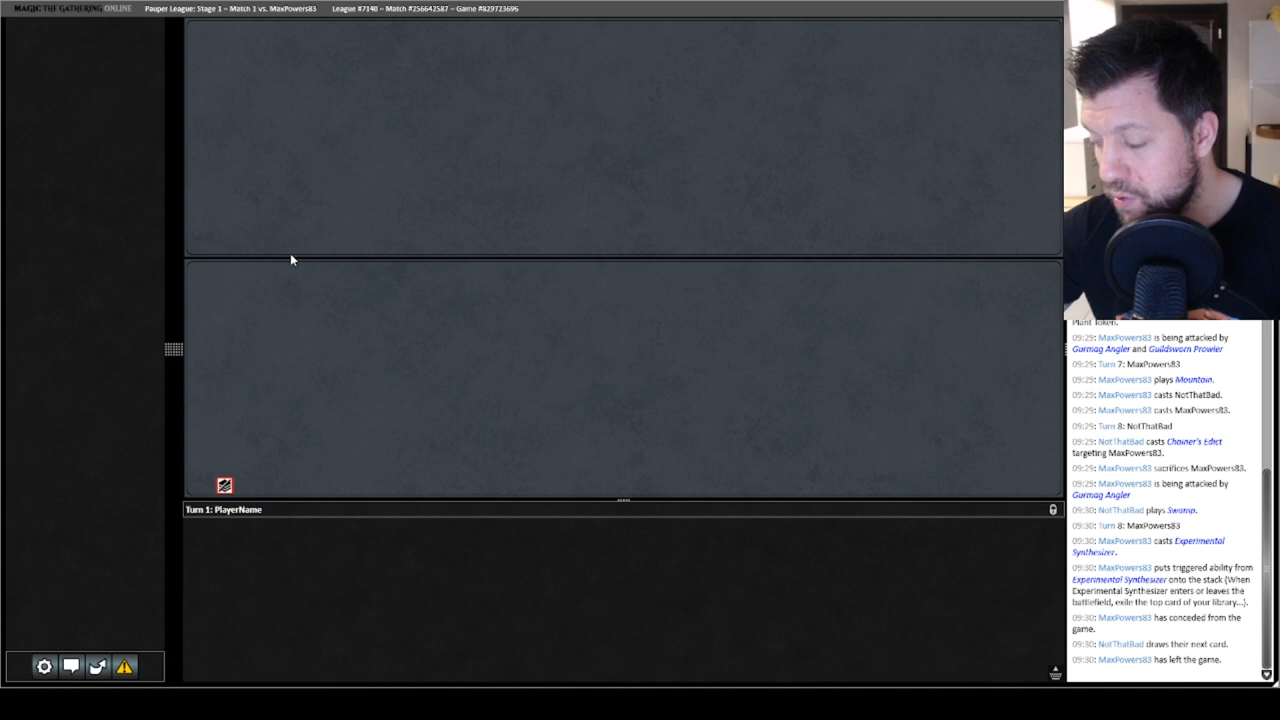 MAGIC THE GATHERING ONLINE Pauper League: Stage 1 – Match 1 vs. MaxPowers83 League #7140 – Match #256642587 – Game #829723696
Plant Token.
09:29: MaxPowers83 is being attacked by
Gurmag Angler and Guildsworn Prowler
09:29: Turn 7: MaxPowers83
09:29: MaxPowers83 plays Mountain.
09:29: MaxPowers83 casts NotThatBad.
09:29: MaxPowers83 casts MaxPowers83.
09:29: Turn 8: NotThatBad
09:29: NotThatBad casts Chainer's Edict
targeting MaxPowers83.
09:29: MaxPowers83 sacrifices MaxPowers83.
09:29: MaxPowers83 is being attacked by
Gurmag Angler
09:30: NotThatBad plays Swamp.
09:30: Turn 8: MaxPowers83
09:30: MaxPowers83 casts Experimental
Synthesizer.
09:30: MaxPowers83 puts triggered ability from
Experimental Synthesizer onto the stack (When
Experimental Synthesizer enters or leaves the
battlefield, exile the top card of your library...).
09:30: MaxPowers83 has conceded from the
game.
09:30: NotThatBad draws their next card.
09:30: MaxPowers83 has left the game.
Turn 1: PlayerName